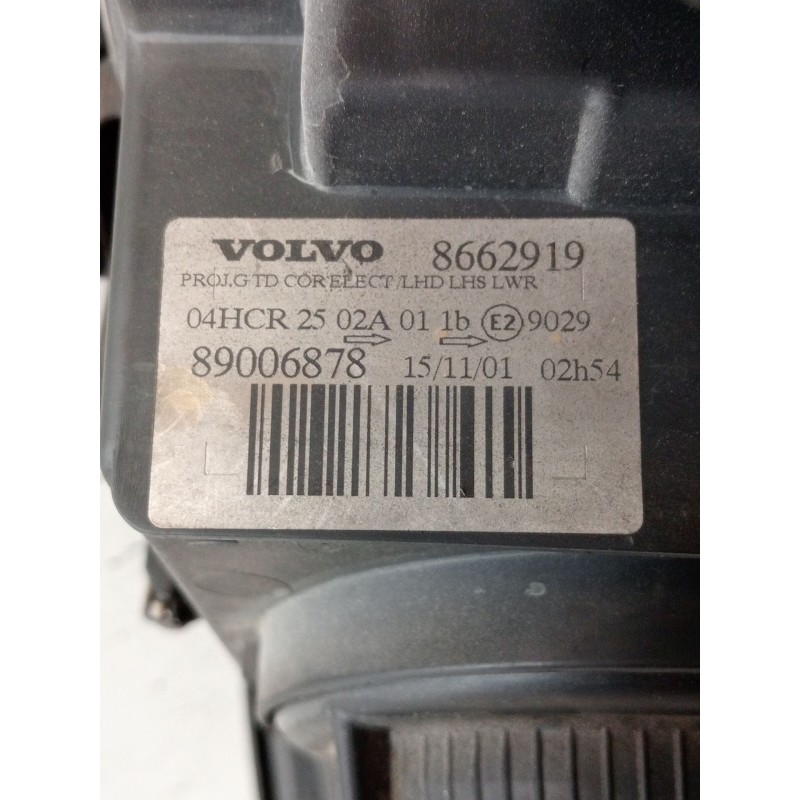 VOLVO 8662919
PROJ.G TD COR ELECT/LHD LHS LWR
04HCR 25 02A 01 1b E2 9029
89006878 15/11/01 02h54